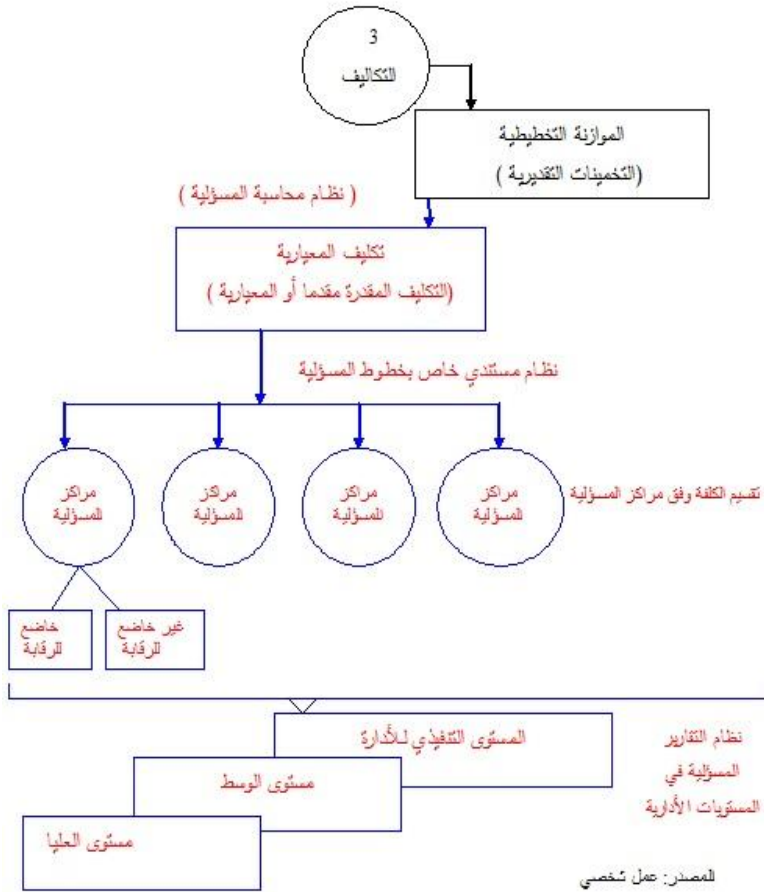 3
التكاليف
الموازنة التخطيطية
(التخمينات التقديرية )
( نظام محاسبة المسؤلية )
تكليف المعيارية
(التكليف المقدرة مقدما أو المعيارية )
نظام مستندي خاص بخطوط المسؤلية
مراكز
للمسؤلية
مراكز
للمسؤلية
مراكز
للمسؤلية
مراكز
للمسؤلية
تقسيم الكلفة وفق مراكز المسؤلية
غير خاضع
للرقابة
خاضع
للرقابة
المستوى التنفيذي للأدارة
مستوى الوسط
مستوى العليا
نظام التقارير
المسؤلية في
المستويات الأدارية
المصدر: عمل شخصي